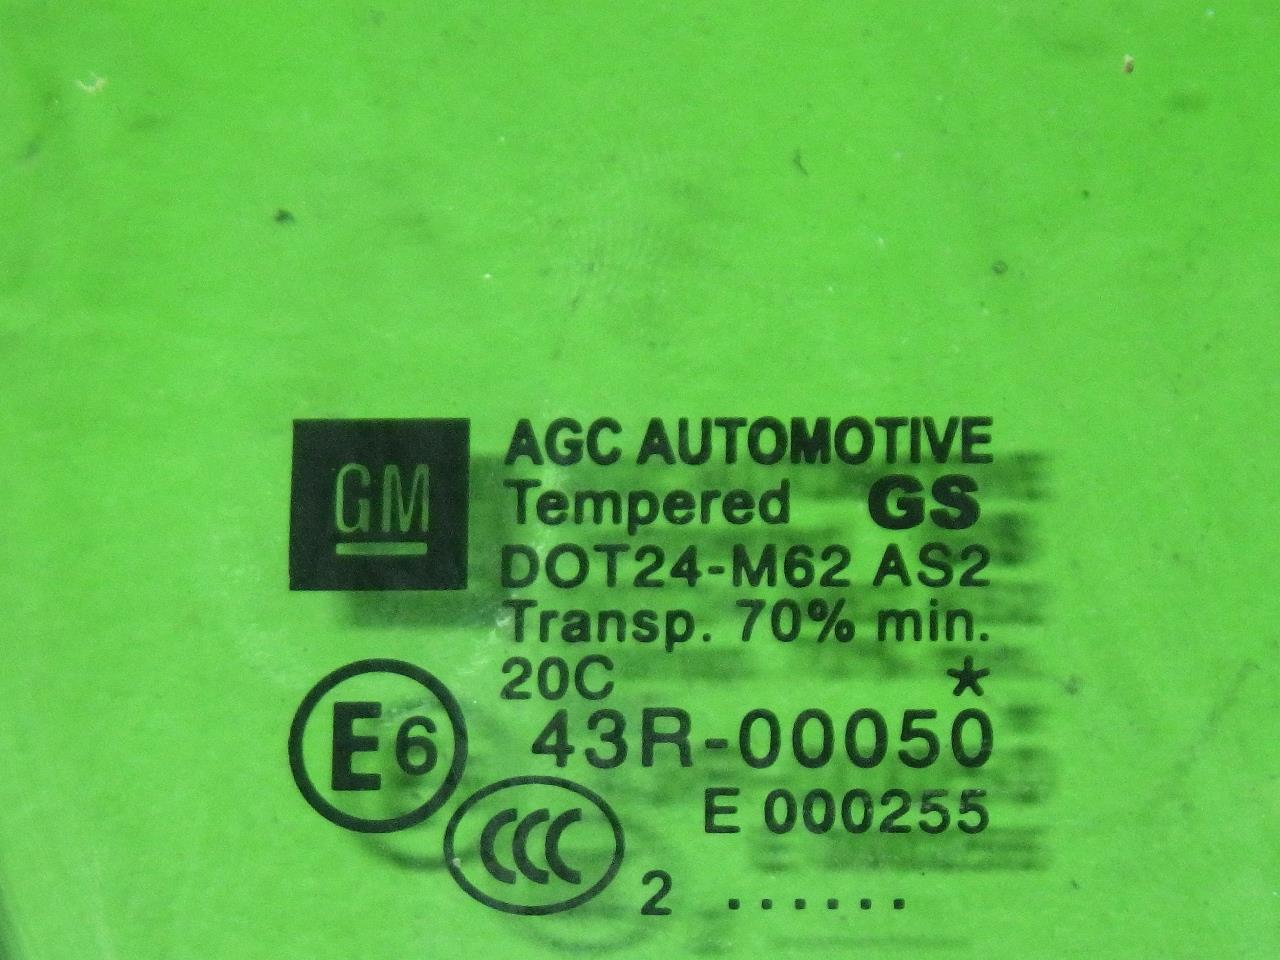 GM
AGC AUTOMOTIVE
Tempered GS
DOT24-M62 AS2
Transp. 70% min.
20C *
E6 43R-00050
E 000255
CCC
2 ......